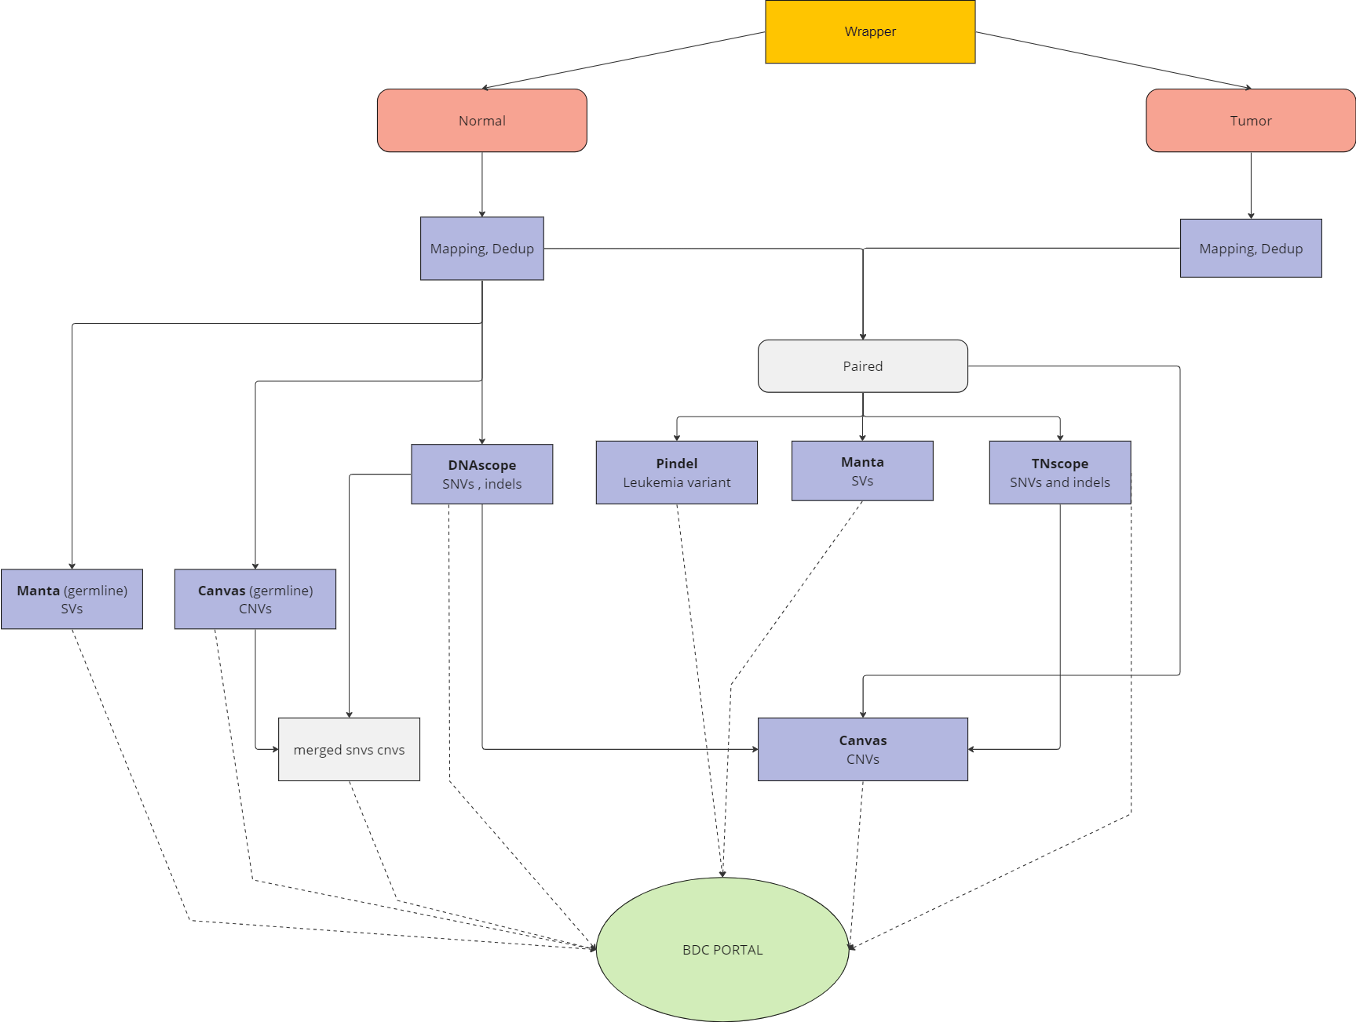 Wrapper
Normal
Tumor
Mapping, Dedup
Mapping, Dedup
Paired
DNAscope
SNVs , indels
Pindel
Leukemia variant
Manta
SVs
TNscope
SNVs and indels
Manta (germline)
SVs
Canvas (germline)
CNVs
merged snvs cnvs
Canvas
CNVs
BDC PORTAL